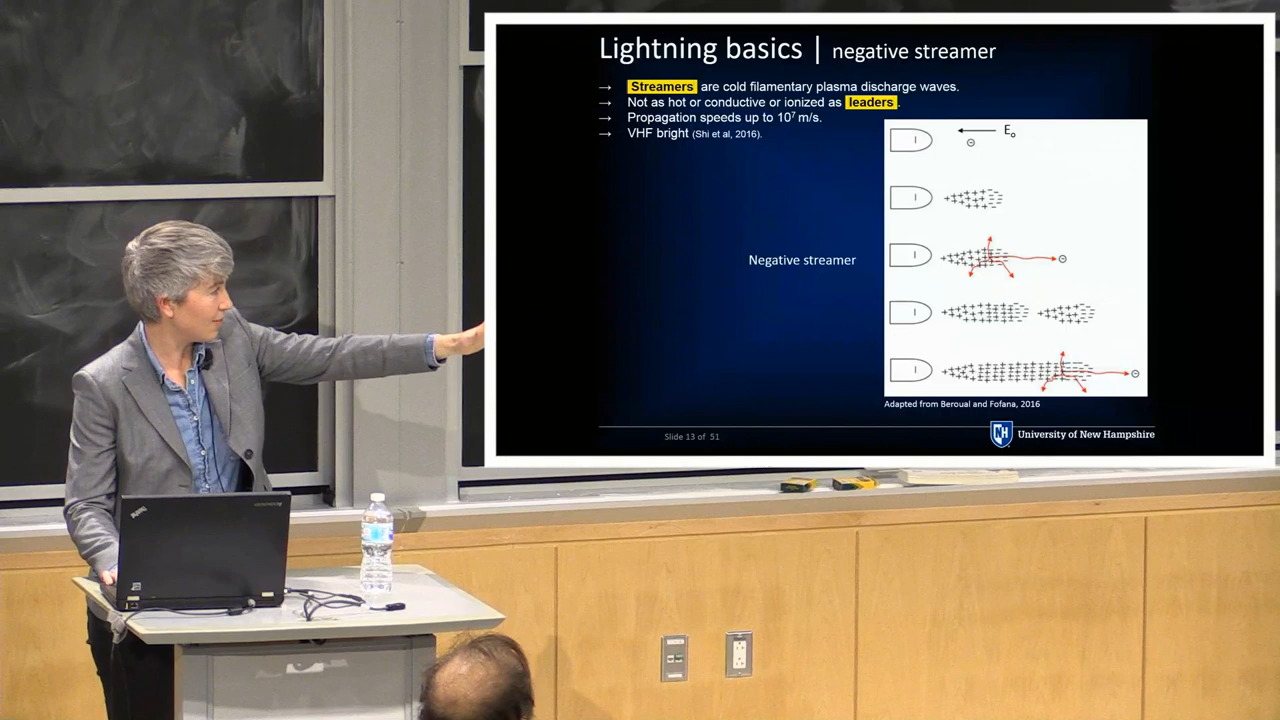 Lightning basics | negative streamer
→ Streamers are cold filamentary plasma discharge waves.
→ Not as hot or conductive or ionized as leaders.
→ Propagation speeds up to 10⁷ m/s.
→ VHF bright (Shi et al, 2016).
E₀
Negative streamer
Adapted from Beroual and Fofana, 2016
Slide 13 of 51
NH University of New Hampshire
ThinkPad